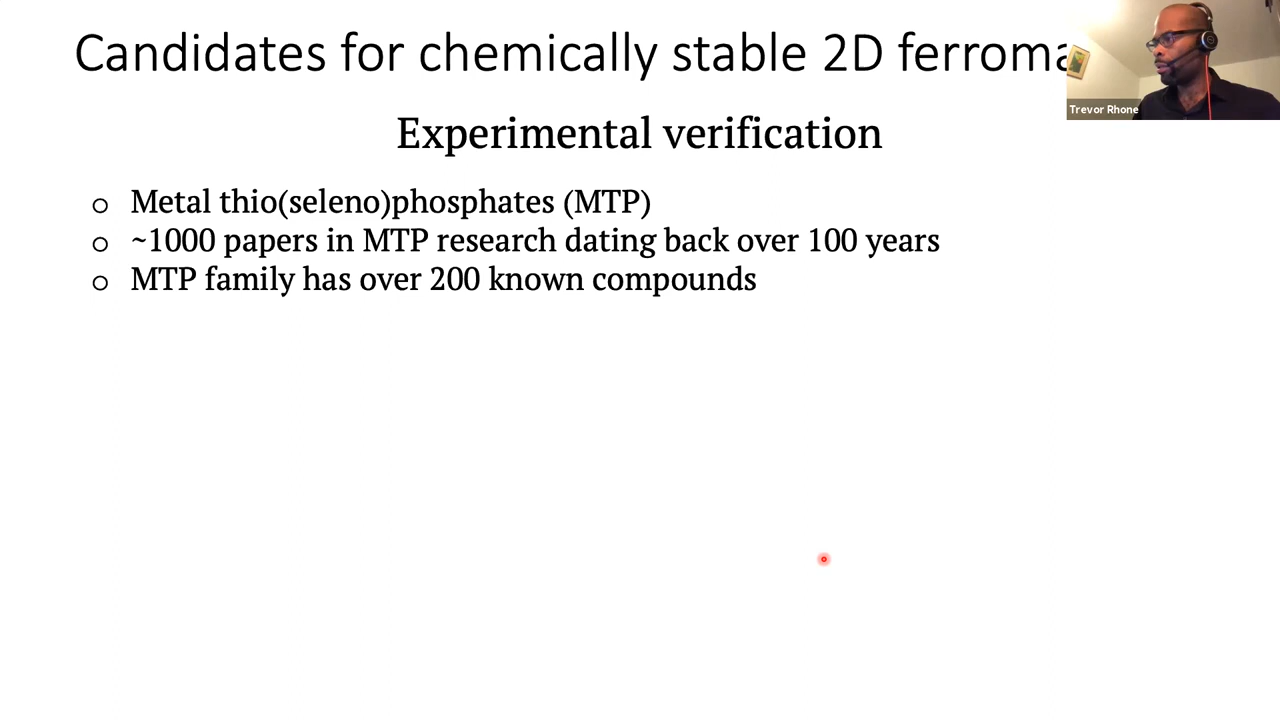 Candidates for chemically stable 2D ferroma
Trevor Rhone
Experimental verification
Metal thio(seleno)phosphates (MTP)
~1000 papers in MTP research dating back over 100 years
MTP family has over 200 known compounds